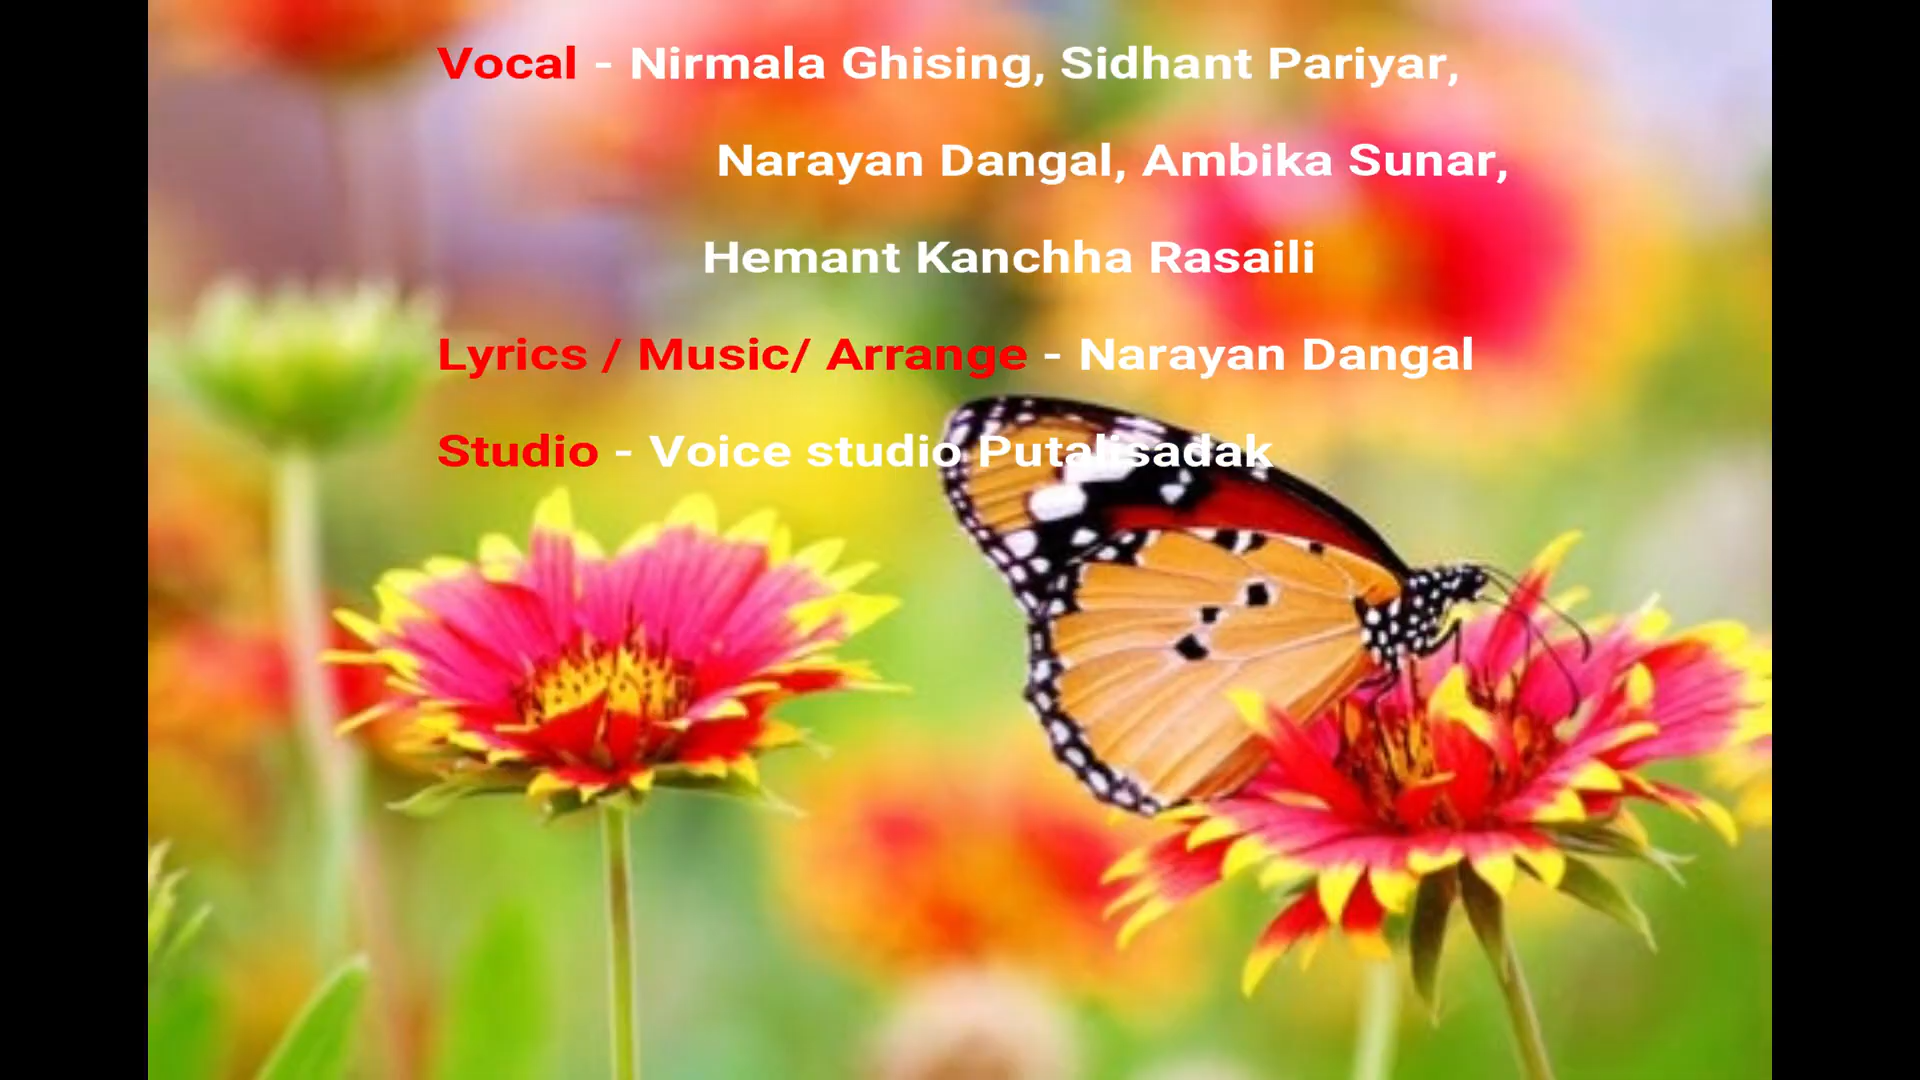 Vocal - Nirmala Ghising, Sidhant Pariyar,
Narayan Dangal, Ambika Sunar,
Hemant Kanchha Rasaili
Lyrics / Music/ Arrange - Narayan Dangal
Studio - Voice studio Putalisadak